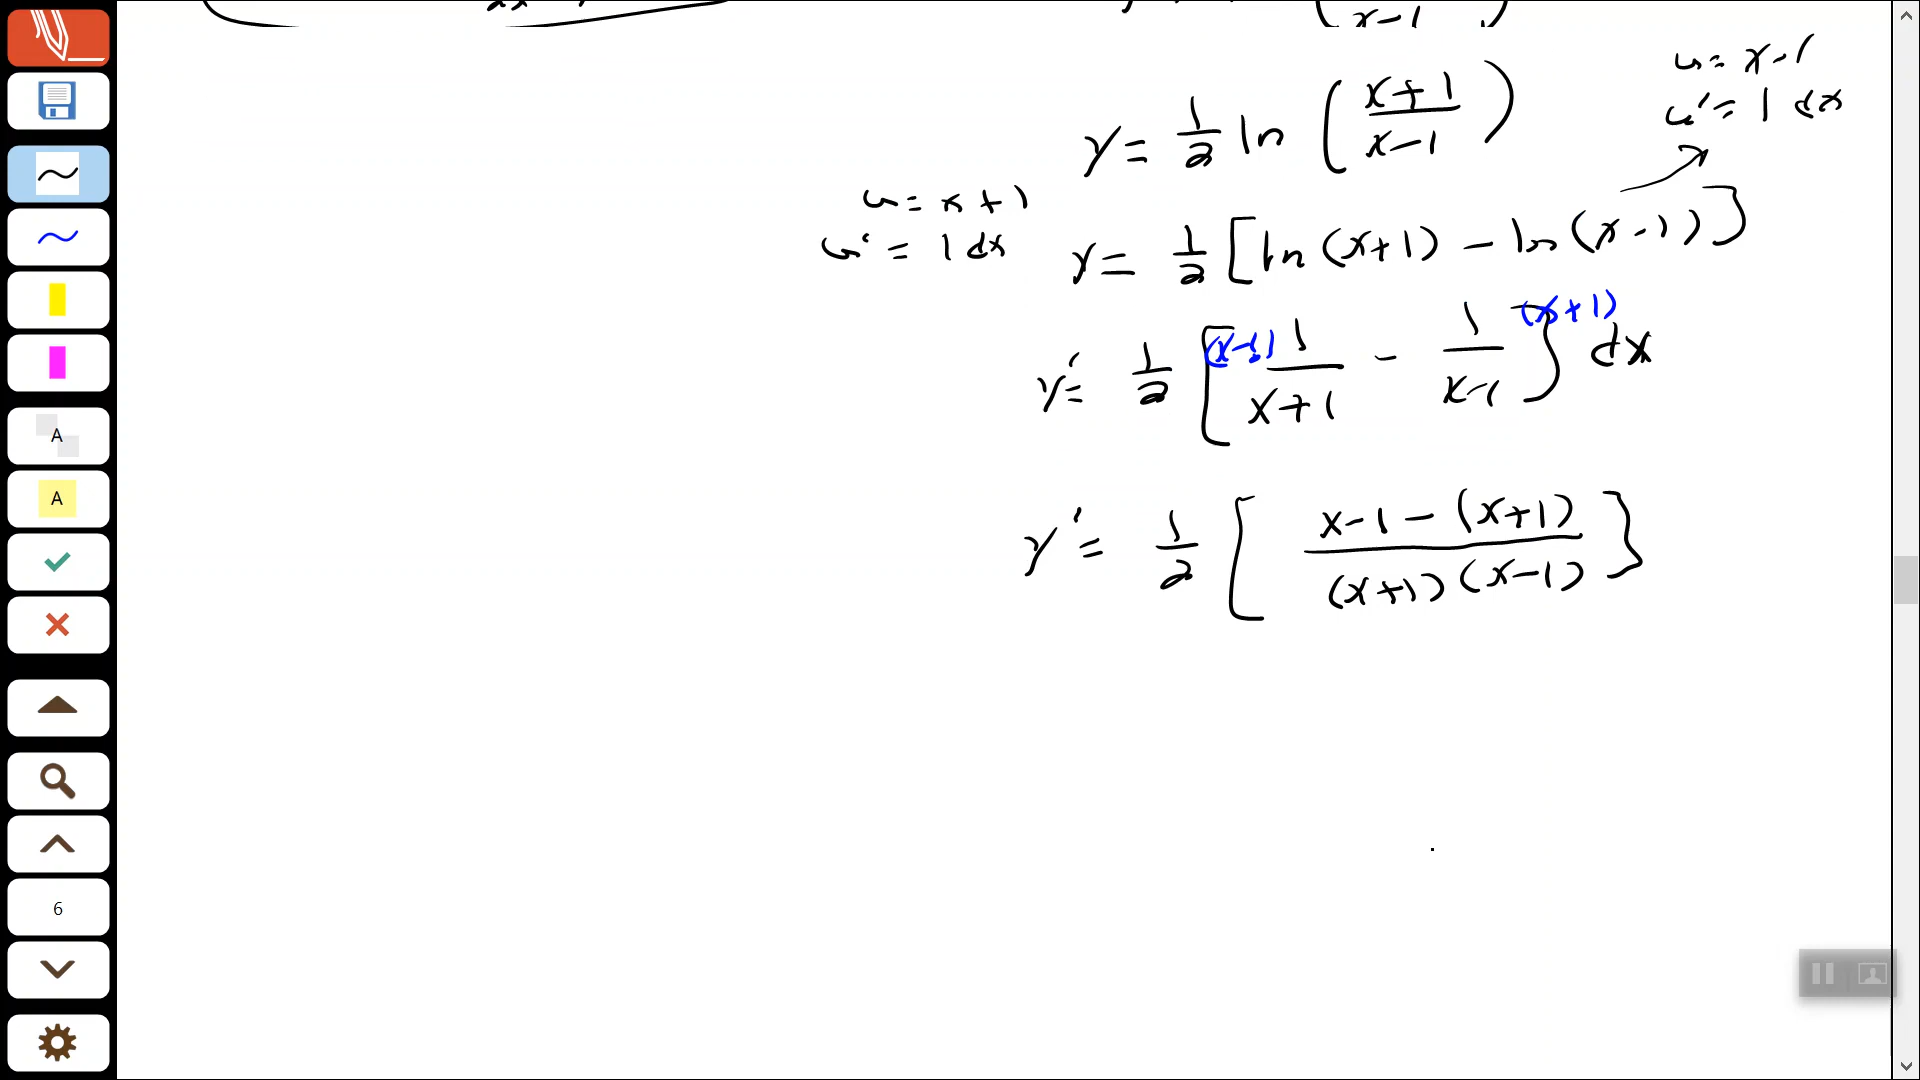 x-1
u = x-1
u' = 1 dx
y = 1/2 ln ( x+1 / x-1 )
u = x+1
u' = 1 dx
y = 1/2 [ ln (x+1) - ln (x-1) ]
y' = 1/2 [ (x-1) 1 / x+1 - 1 / x-1 (x+1) ] dx
y' = 1/2 [ x-1 - (x+1) / (x+1) (x-1) ]
A
A
6